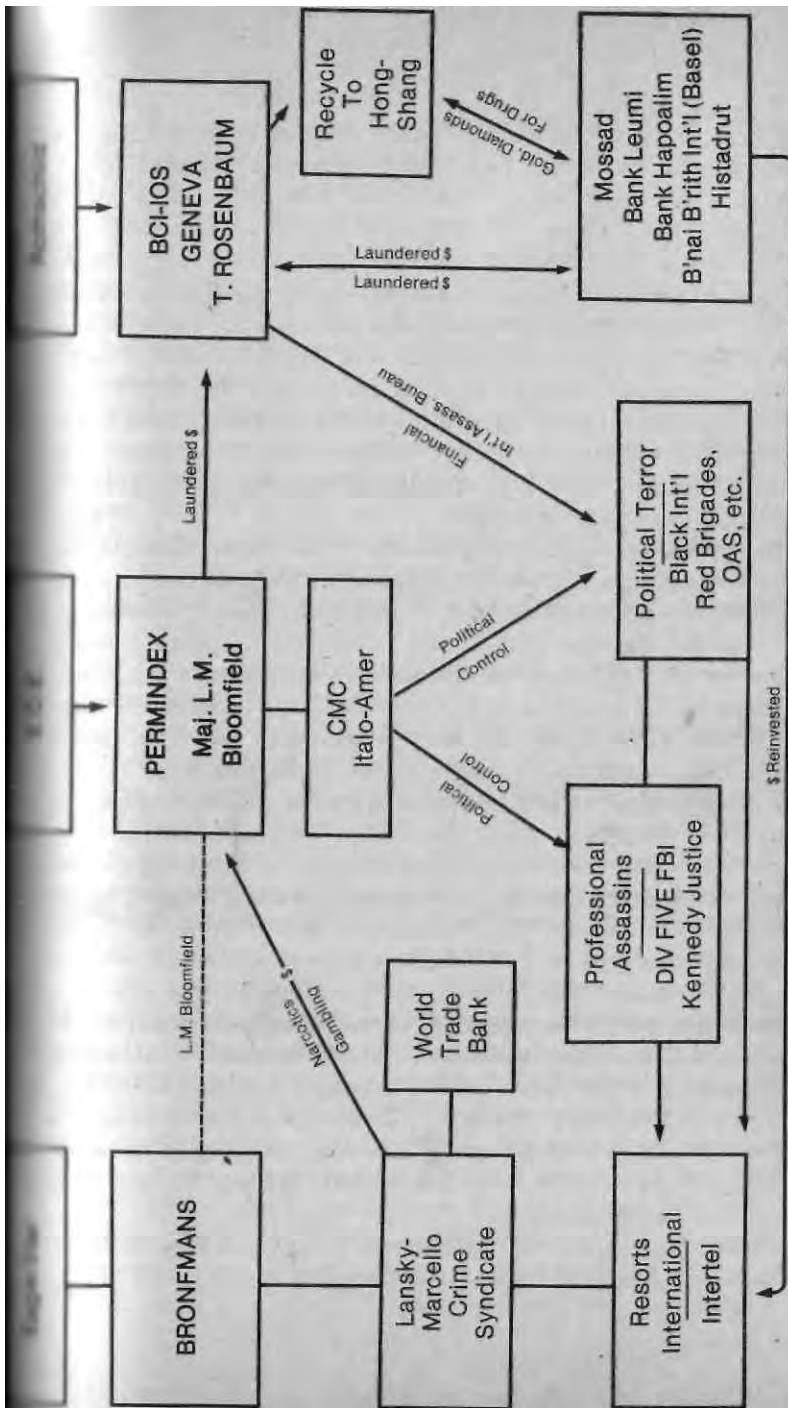 BRONFMANS
L.M. Bloomfield
PERMINDEX
Maj. L.M.
Bloomfield
Laundered $
BCI-IOS
GENEVA
T. ROSENBAUM
Narcotics $
Gambling
CMC
Italo-Amer
Recycle
To
Hong-
Shang
Lansky-
Marcello
Crime
Syndicate
World
Trade
Bank
Political
Control
Political
Control
Int'l Assass. Bureau
Financial
Laundered $
Laundered $
Gold, Diamonds
For Drugs
Resorts
International
Intertel
Professional
Assassins
DIV FIVE FBI
Kennedy Justice
Political Terror
Black Int'l
Red Brigades,
OAS, etc.
Mossad
Bank Leumi
Bank Hapoalim
B'nai B'rith Int'l (Basel)
Histadrut
$ Reinvested